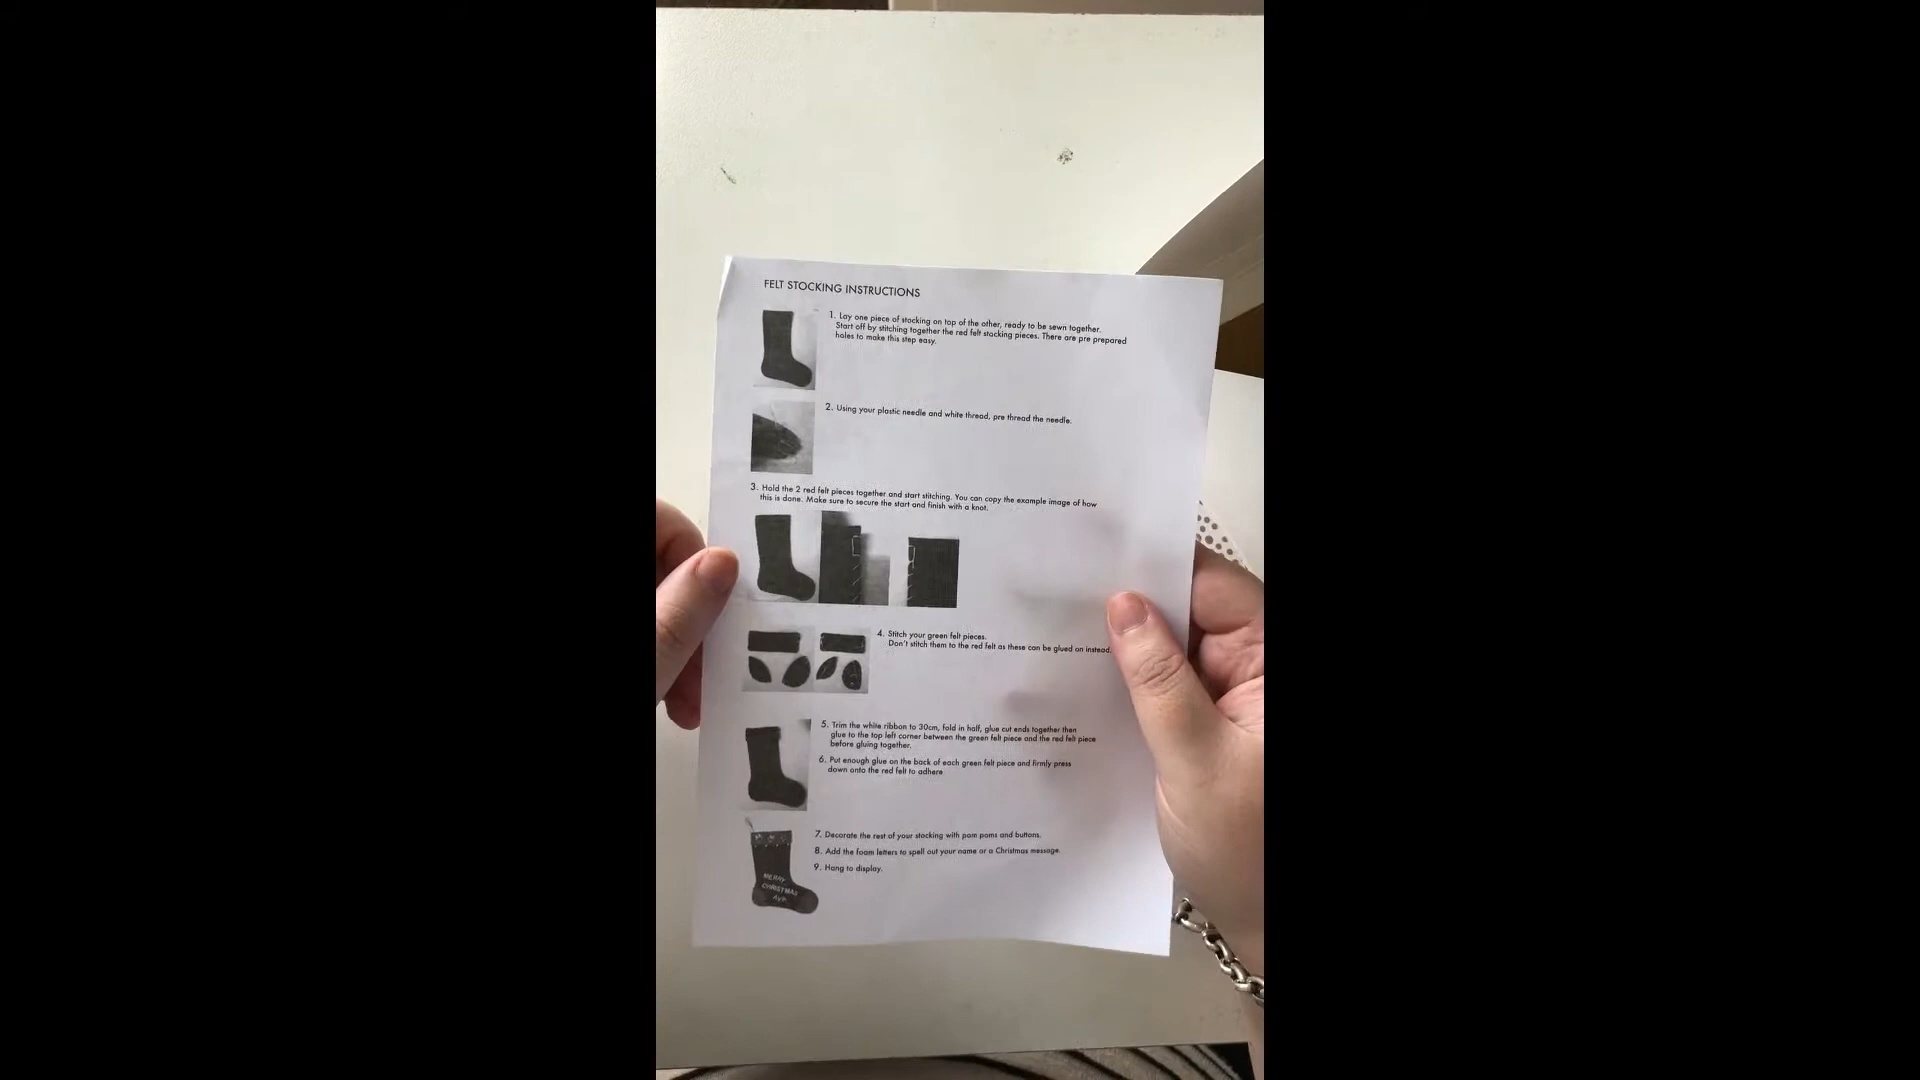 FELT STOCKING INSTRUCTIONS
1. Lay one piece of stocking on top of the other, ready to be sewn together.
Start off by stitching together the red felt stocking pieces. There are pre prepared
holes to make this step easy.
2. Using your plastic needle and white thread, pre thread the needle.
3. Hold the 2 red felt pieces together and start stitching. You can copy the example image of how
this is done. Make sure to secure the start and finish with a knot.
4. Stitch your green felt pieces.
Don't stitch them to the red felt as these can be glued on instead.
5. Trim the white ribbon to 30cm, fold in half, glue cut ends together then
glue to the top left corner between the green felt piece and the red felt piece
before gluing together.
6. Put enough glue on the back of each green felt piece and firmly press
down onto the red felt to adhere
7. Decorate the rest of your stocking with pom poms and buttons.
8. Add the foam letters to spell out your name or a Christmas message.
9. Hang to display.
MERRY
CHRISTMAS